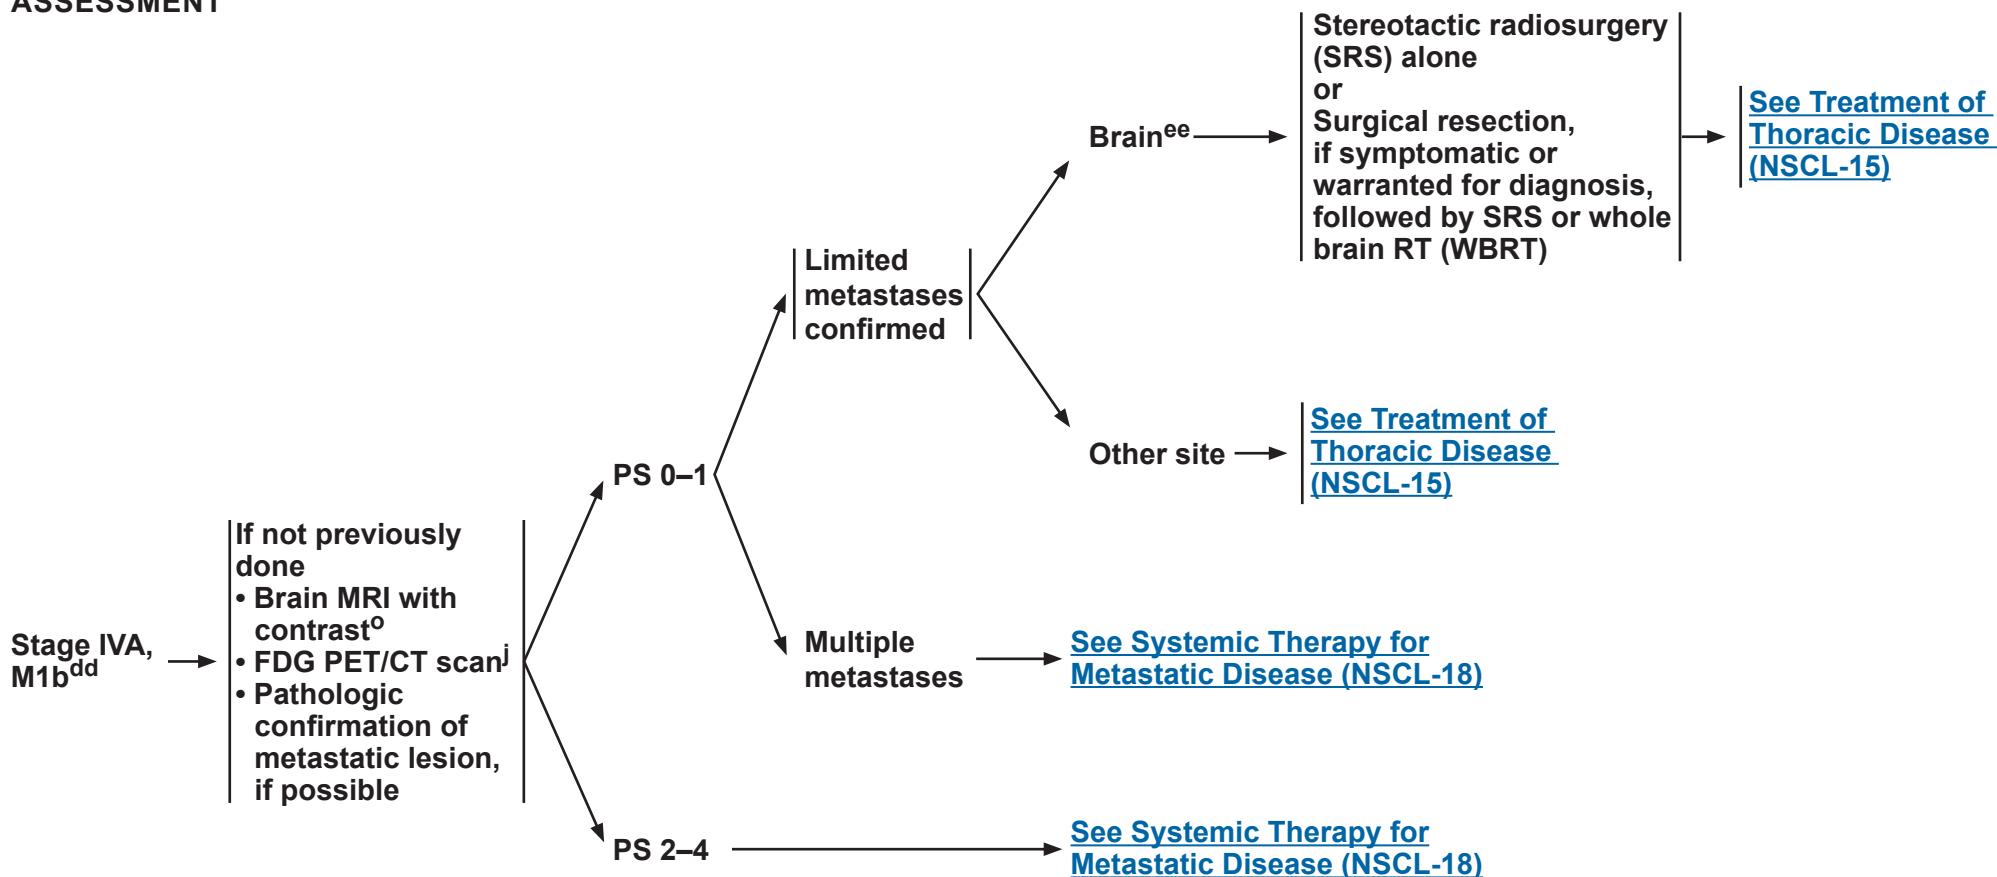 ASSESSMENT
Stage IVA,
M1bdd
If not previously
done
• Brain MRI with
contrasto
• FDG PET/CT scanj
• Pathologic
confirmation of
metastatic lesion,
if possible
PS 0–1
Limited
metastases
confirmed
Brainee
Stereotactic radiosurgery
(SRS) alone
or
Surgical resection,
if symptomatic or
warranted for diagnosis,
followed by SRS or whole
brain RT (WBRT)
See Treatment of
Thoracic Disease
(NSCL-15)
Other site
See Treatment of
Thoracic Disease
(NSCL-15)
Multiple
metastases
See Systemic Therapy for
Metastatic Disease (NSCL-18)
PS 2–4
See Systemic Therapy for
Metastatic Disease (NSCL-18)